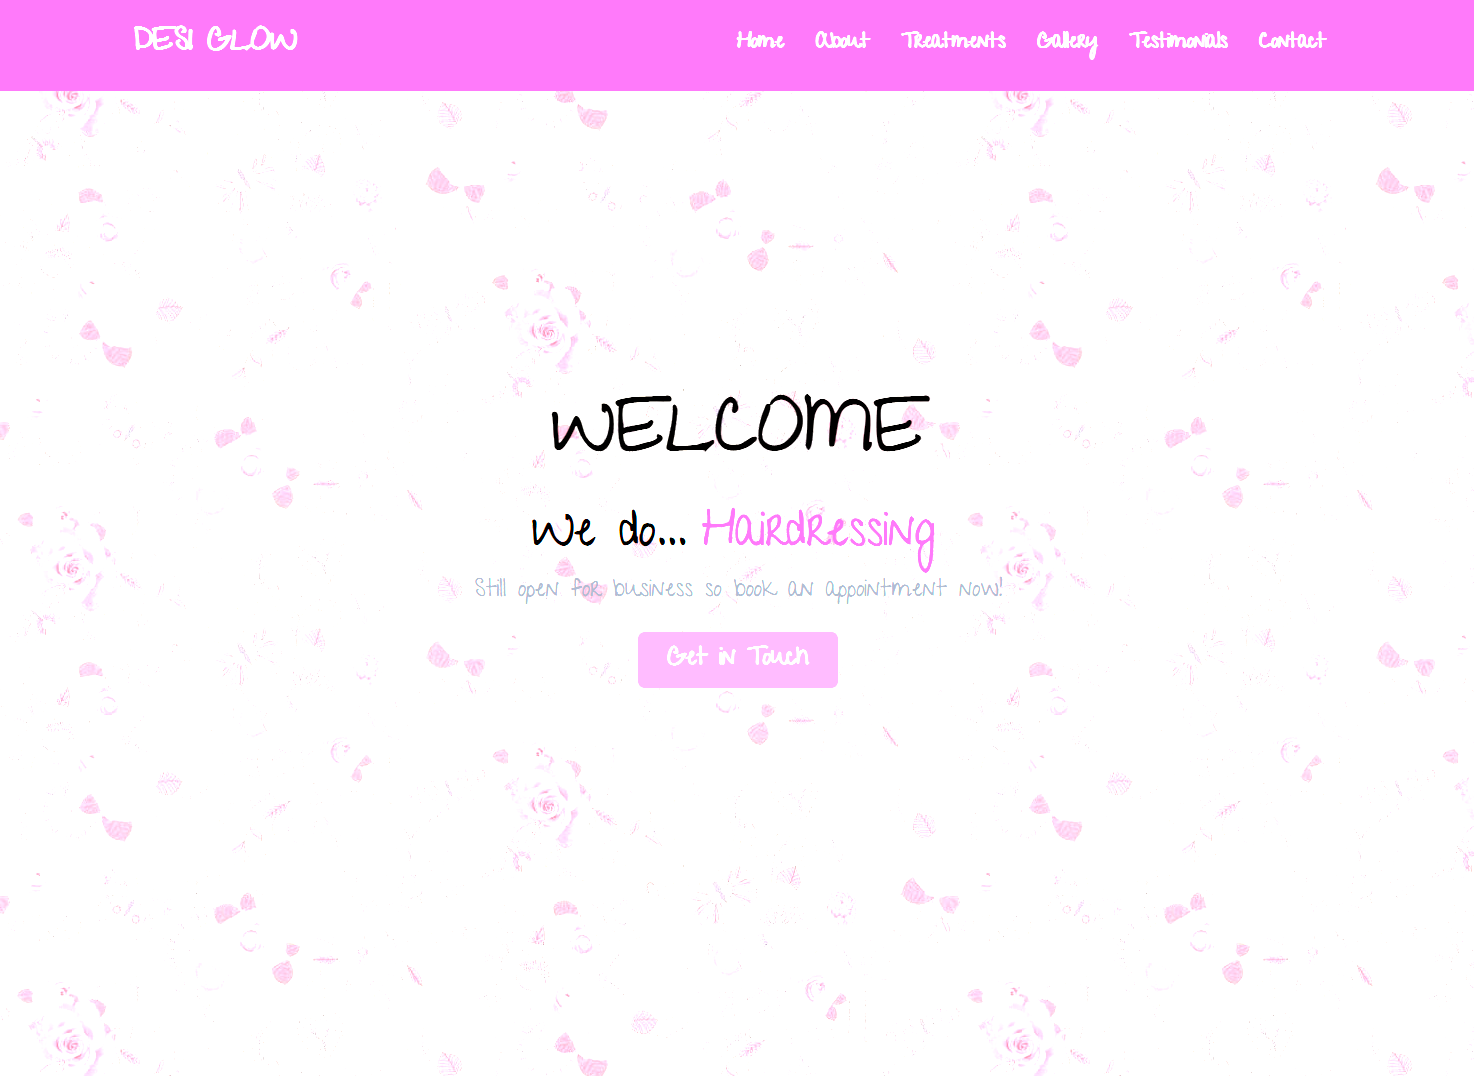 DESI GLOW
Home About Treatments Gallery Testimonials Contact
WELCOME
We do... Hairdressing
Still open for business so book an appointment now!
Get in Touch